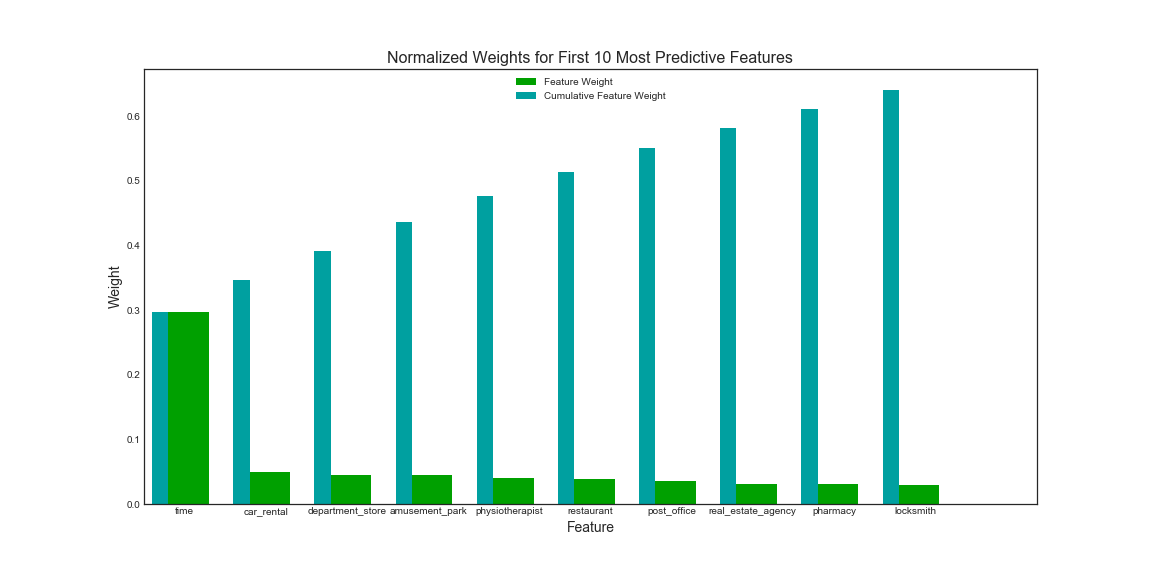 Normalized Weights for First 10 Most Predictive Features
Feature Weight
Cumulative Feature Weight
0.6
0.5
0.4
0.3
0.2
0.1
0.0
Weight
time car_rental department_store amusement_park physiotherapist restaurant post_office real_estate_agency pharmacy locksmith
Feature